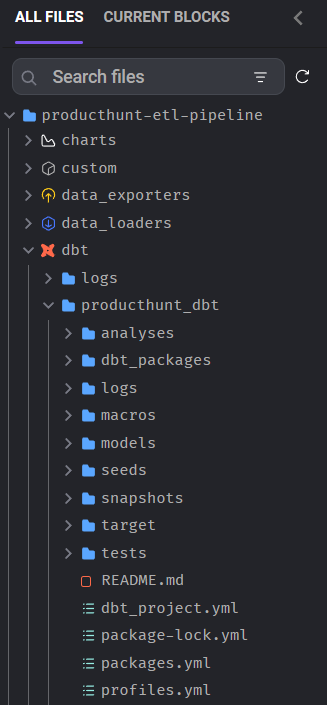 ALL FILES CURRENT BLOCKS
Search files
producthunt-etl-pipeline
charts
custom
data_exporters
data_loaders
dbt
logs
producthunt_dbt
analyses
dbt_packages
logs
macros
models
seeds
snapshots
target
tests
README.md
dbt_project.yml
package-lock.yml
packages.yml
profiles.yml